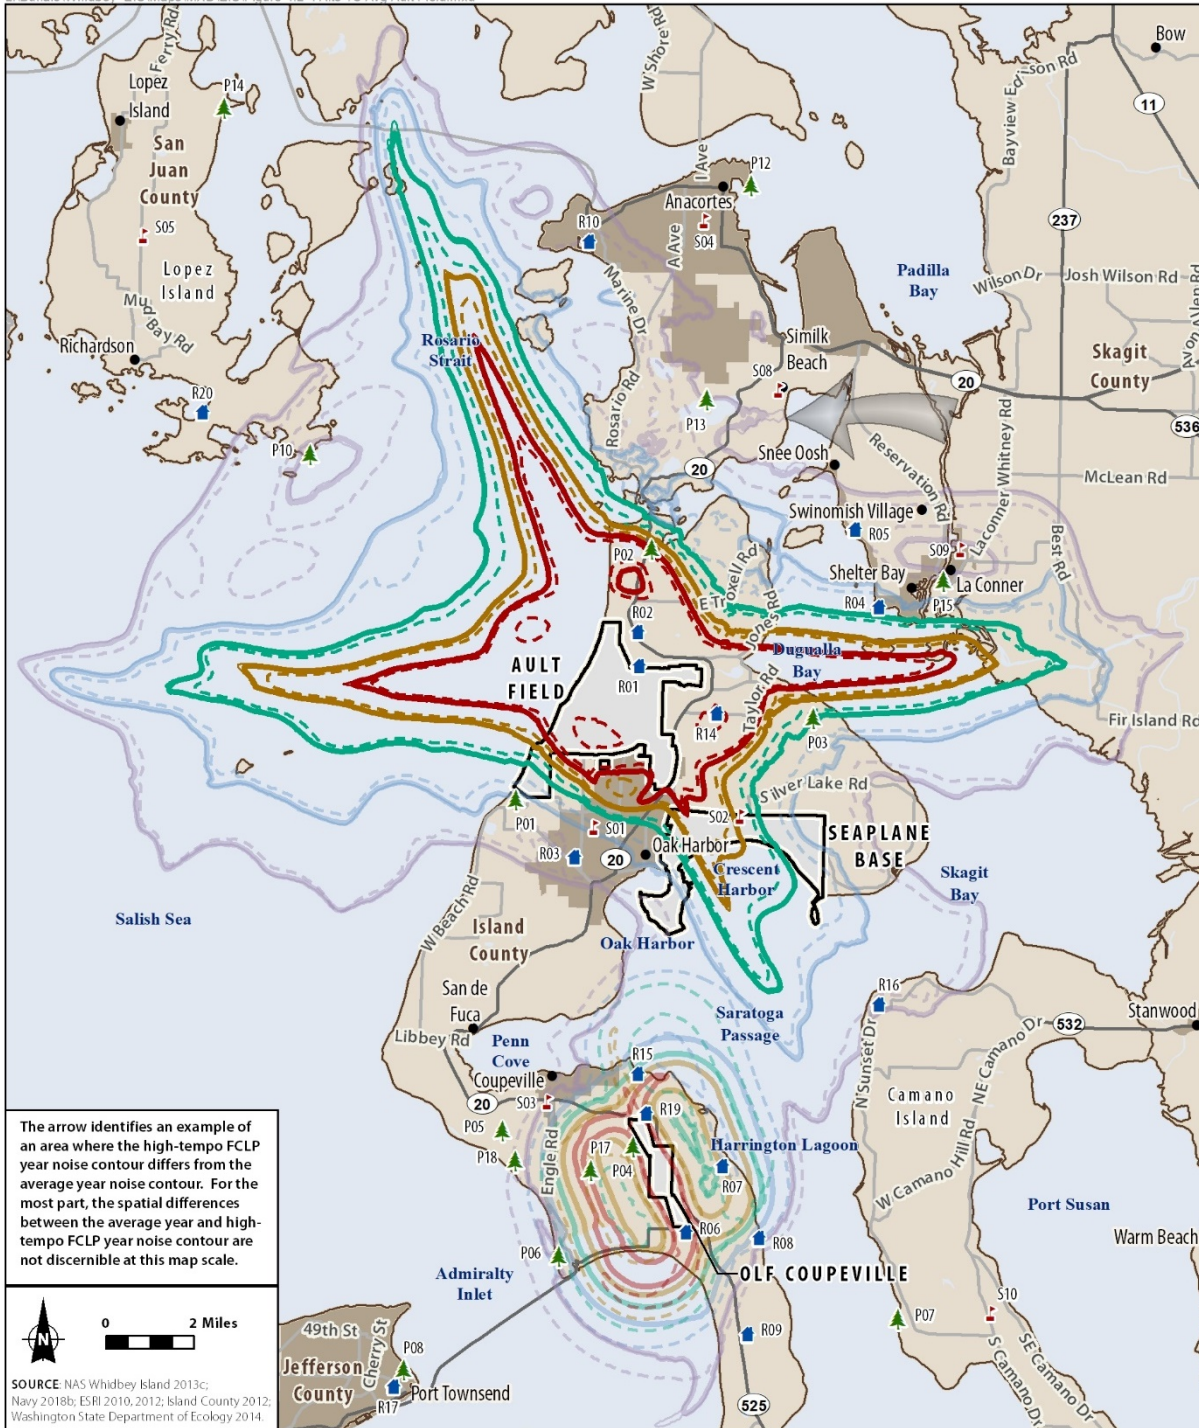 Bow
Ferry Rd
W Shore Rd
Bayview Edison Rd
11
Lopez
Island
P14
San
Juan
County
I Ave
P12
Anacortes
237
S05
R10
S04
A Ave
Lopez
Island
Padilla
Bay
Wilson Dr
Josh Wilson Rd
Marine Dr
Mud Bay Rd
Richardson
Rosario
Strait
Similk
Beach
Skagit
County
S08
20
R20
Rosario Rd
P13
536
P10
Snee Oosh
20
Reservation Rd
Laconner Whitney Rd
McLean Rd
Swinomish Village
R05
S09
Best Rd
P02
E Troxell Rd
Shelter Bay
La Conner
R04
P15
R02
Jones Rd
AULT
FIELD
R01
Dugualla
Bay
Taylor Rd
R14
P03
Fir Island Rd
Silver Lake Rd
P01
S01
S02
SEAPLANE
BASE
R03
20
Oak Harbor
Crescent
Harbor
Skagit
Bay
Salish Sea
W Beach Rd
Island
County
Oak Harbor
San de
Fuca
R16
Saratoga
Passage
Stanwood
532
Libbey Rd
Penn
Cove
N Sunset Dr
NE Camano Dr
Coupeville
R15
Camano
Island
20
S03
R19
P05
P18
Engle Rd
P17
P04
Harrington Lagoon
R07
W Camano Hill Rd
Port Susan
R06
R08
Warm Beach
P06
Admiralty
Inlet
OLF COUPEVILLE
S10
P07
R09
S Camano Dr
SE Camano Dr
525
The arrow identifies an example of
an area where the high-tempo FCLP
year noise contour differs from the
average year noise contour. For the
most part, the spatial differences
between the average year and high-
tempo FCLP year noise contour are
not discernible at this map scale.
N
0 2 Miles
SOURCE: NAS Whidbey Island 2013c;
Navy 2018b; ESRI 2010, 2012; Island County 2012;
Washington State Department of Ecology 2014.
49th St
Cherry St
Jefferson
County
P08
R17
Port Townsend